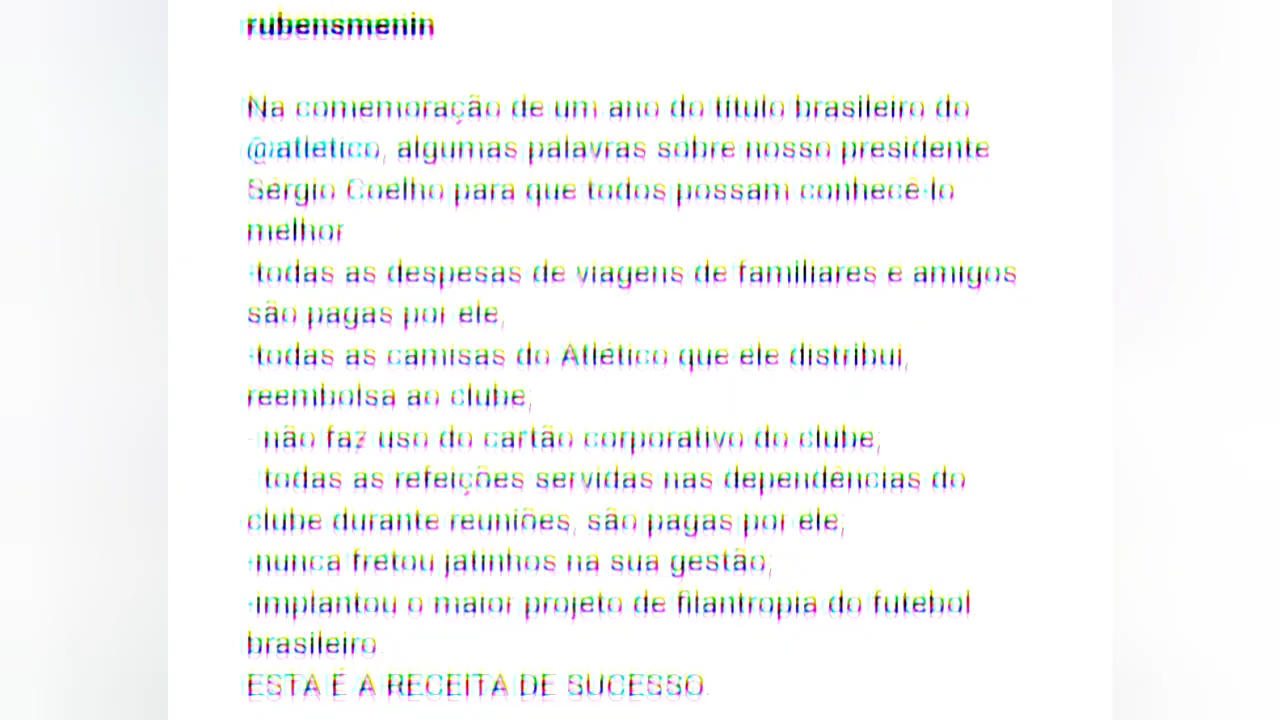 rubensmenin
Na comemoração de um ano do título brasileiro do
@atletico, algumas palavras sobre nosso presidente
Sérgio Coelho para que todos possam conhecê-lo
melhor
-todas as despesas de viagens de familiares e amigos
são pagas por ele;
-todas as camisas do Atlético que ele distribui,
reembolsa ao clube;
- não faz uso do cartão corporativo do clube;
todas as refeições servidas nas dependências do
clube durante reuniões, são pagas por ele;
-nunca fretou jatinhos na sua gestão;
-implantou o maior projeto de filantropia do futebol
brasileiro.
ESTA É A RECEITA DE SUCESSO.